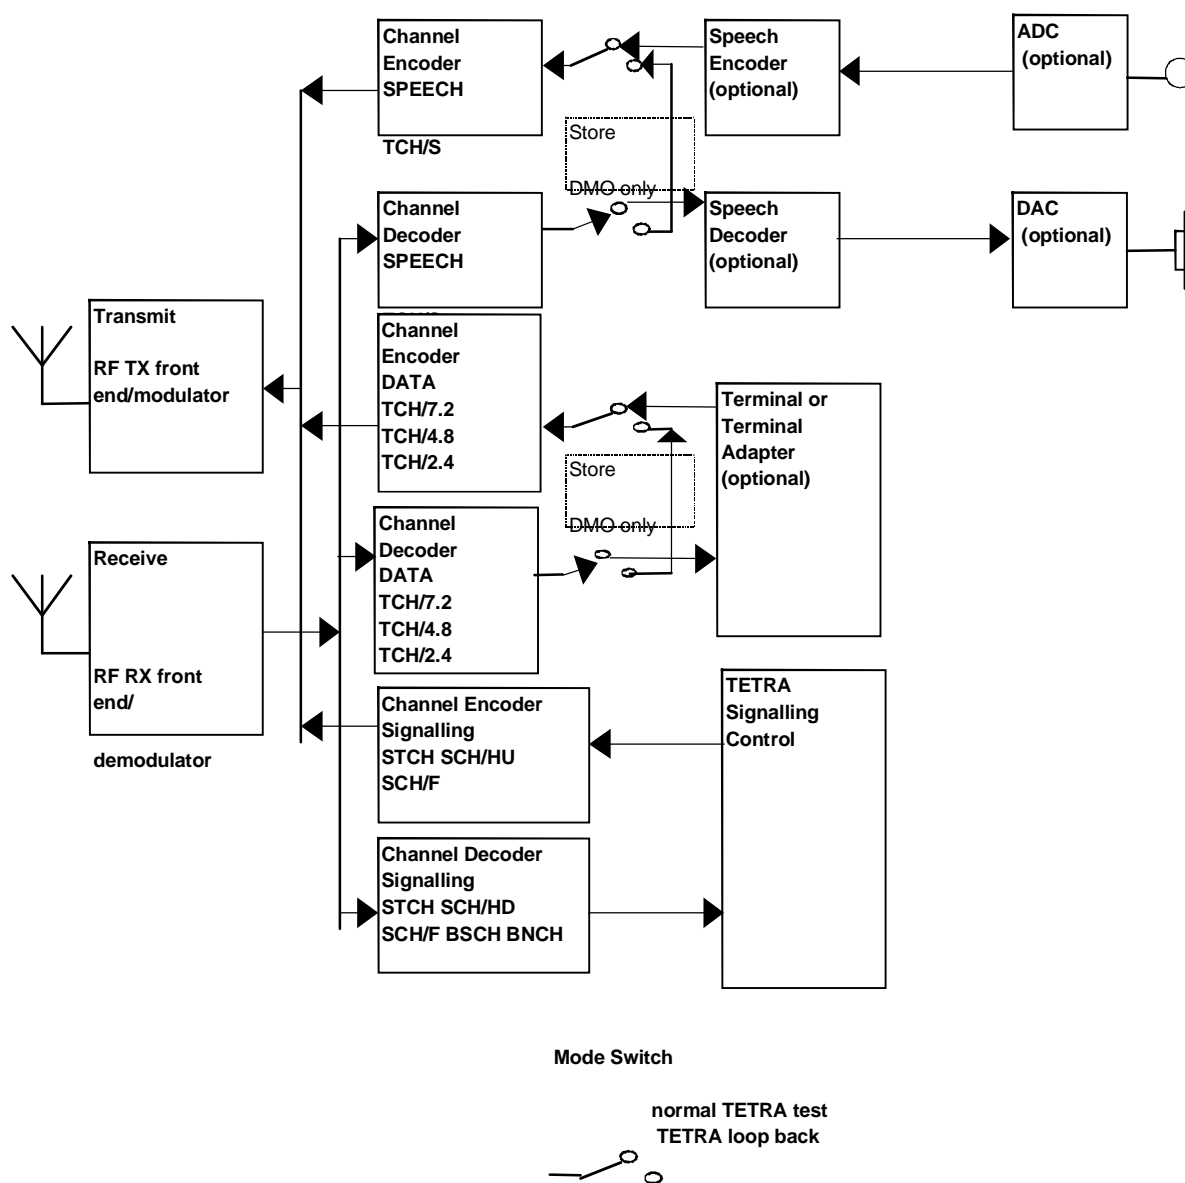 Channel
Encoder
SPEECH
TCH/S
Speech
Encoder
(optional)
ADC
(optional)
Store
DMO only
Channel
Decoder
SPEECH
Speech
Decoder
(optional)
DAC
(optional)
Transmit
RF TX front
end/modulator
Channel
Encoder
DATA
TCH/7.2
TCH/4.8
TCH/2.4
Terminal or
Terminal
Adapter
(optional)
Store
DMO only
Channel
Decoder
DATA
TCH/7.2
TCH/4.8
TCH/2.4
Receive
RF RX front
end/
demodulator
Channel Encoder
Signalling
STCH SCH/HU
SCH/F
TETRA
Signalling
Control
Channel Decoder
Signalling
STCH SCH/HD
SCH/F BSCH BNCH
Mode Switch
normal TETRA test
TETRA loop back